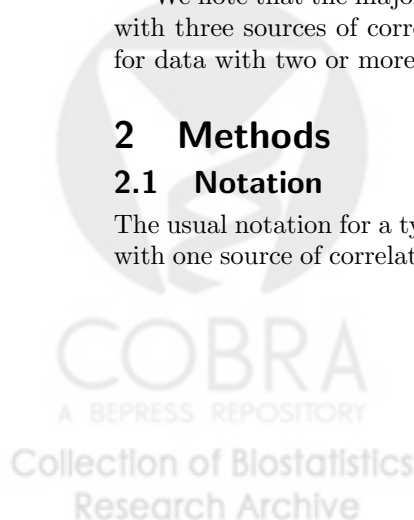 We note that the major
with three sources of corre
for data with two or more
2 Methods
2.1 Notation
The usual notation for a ty
with one source of correlat
COBRA
A BEPRESS REPOSITORY
Collection of Biostatistics
Research Archive